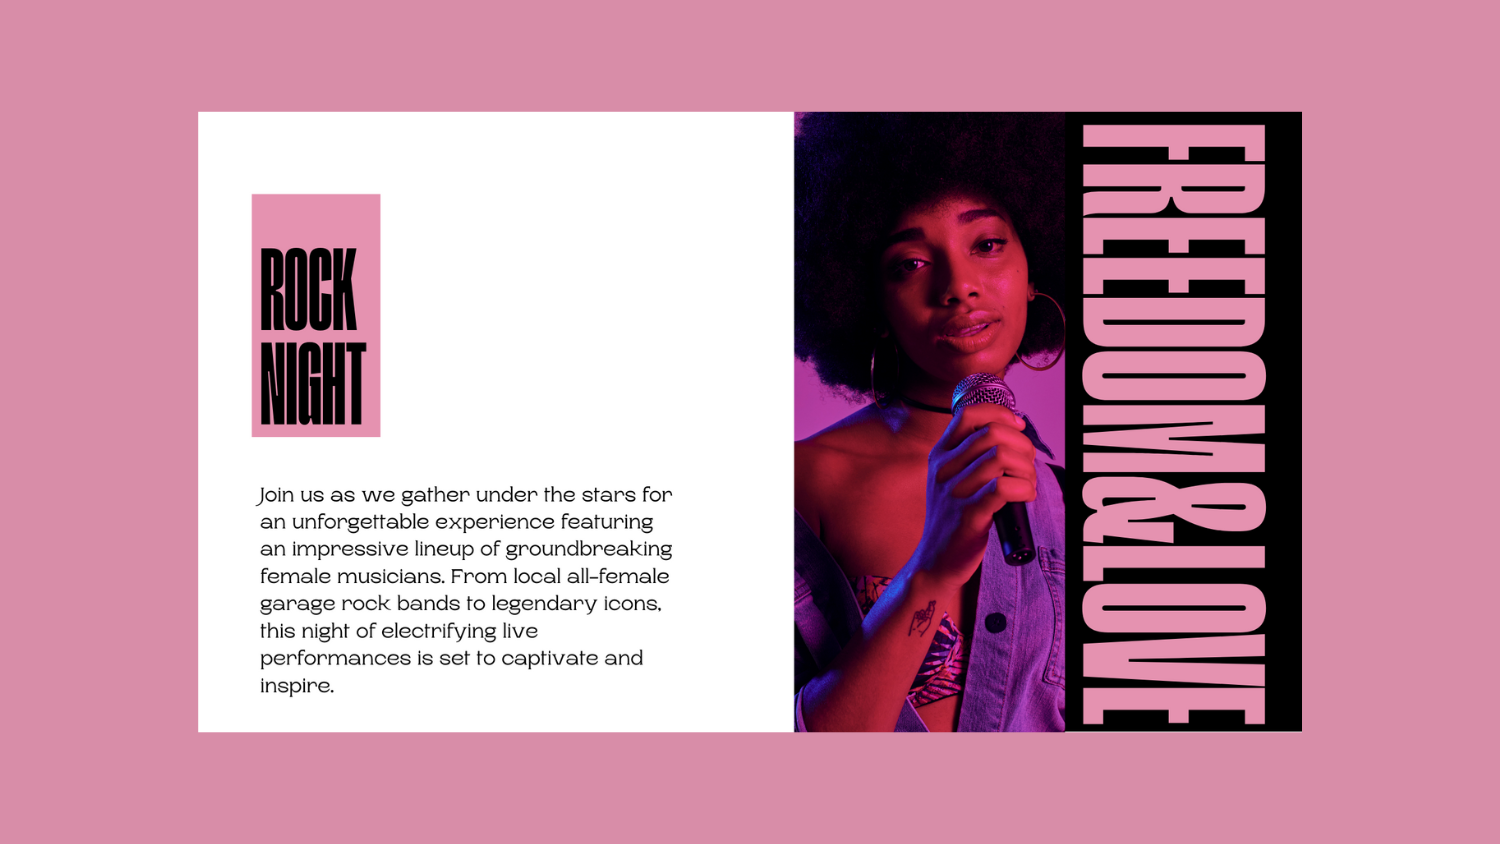 ROCK
NIGHT
Join us as we gather under the stars for
an unforgettable experience featuring
an impressive lineup of groundbreaking
female musicians. From local all-female
garage rock bands to legendary icons,
this night of electrifying live
performances is set to captivate and
inspire.
FREEDOM&LOVE